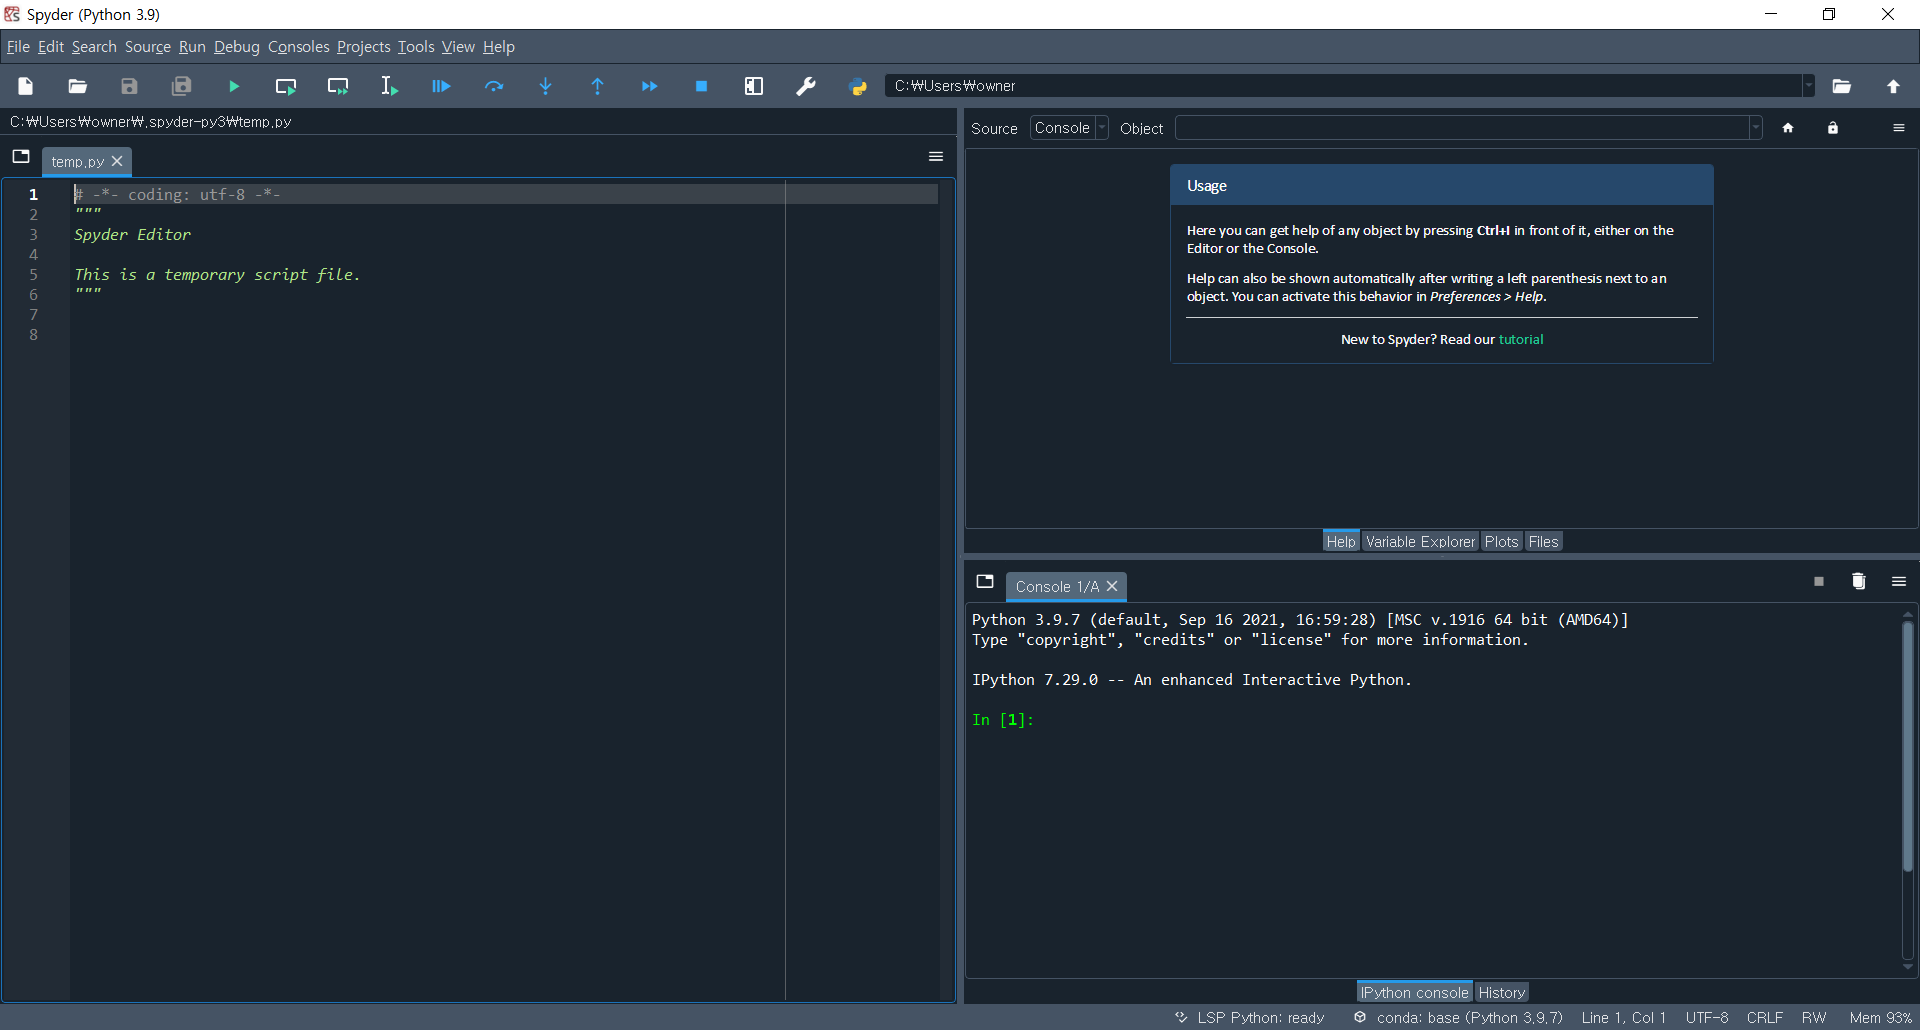 Spyder (Python 3.9)
File Edit Search Source Run Debug Consoles Projects Tools View Help
C:₩Users₩owner
C:₩Users₩owner₩.spyder-py3₩temp.py
temp.py
1 # -*- coding: utf-8 -*-
2 """
3 Spyder Editor
4
5 This is a temporary script file.
6 """
7
8
Source Console Object
Usage
Here you can get help of any object by pressing Ctrl+I in front of it, either on the
Editor or the Console.
Help can also be shown automatically after writing a left parenthesis next to an
object. You can activate this behavior in Preferences > Help.
New to Spyder? Read our tutorial
Help Variable Explorer Plots Files
Console 1/A
Python 3.9.7 (default, Sep 16 2021, 16:59:28) [MSC v.1916 64 bit (AMD64)]
Type "copyright", "credits" or "license" for more information.
IPython 7.29.0 -- An enhanced Interactive Python.
In [1]:
IPython console History
LSP Python: ready conda: base (Python 3.9.7) Line 1, Col 1 UTF-8 CRLF RW Mem 93%